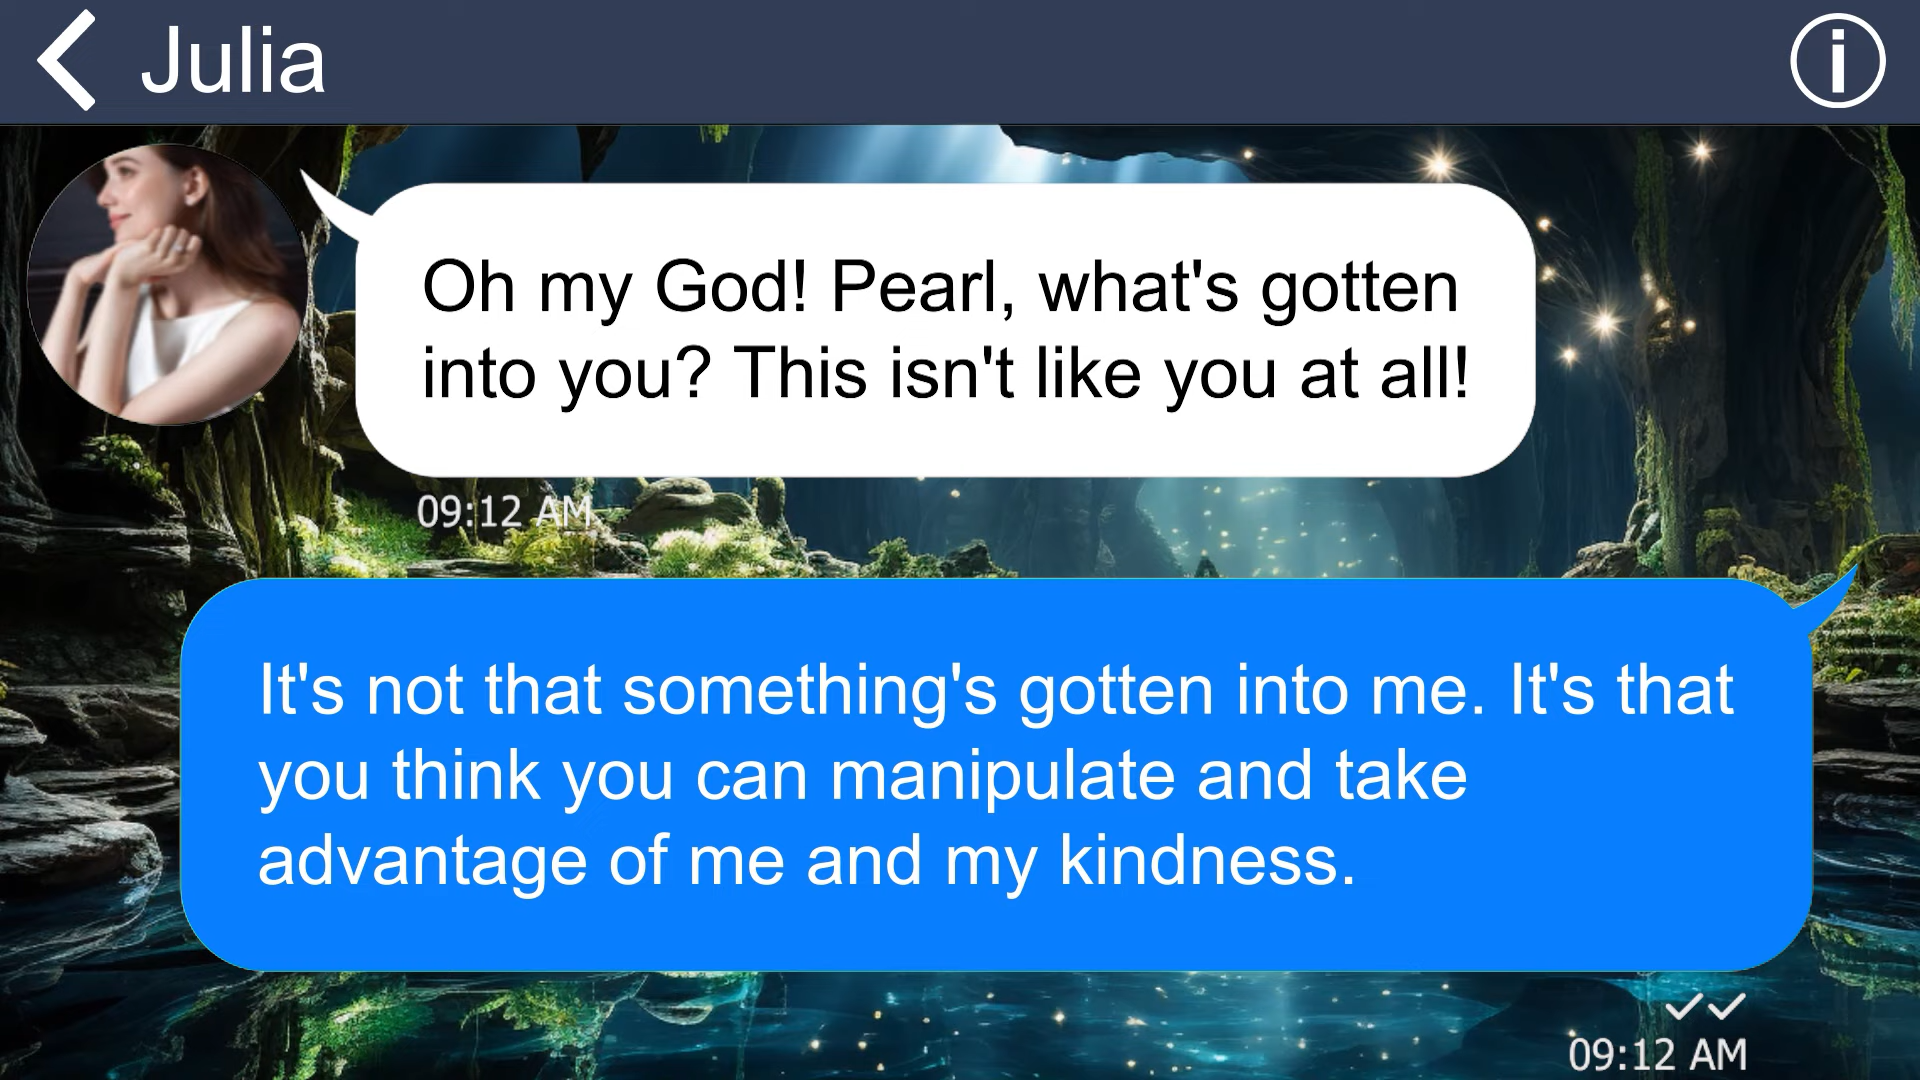 Julia
Oh my God! Pearl, what's gotten
into you? This isn't like you at all!
09:12 AM
It's not that something's gotten into me. It's that
you think you can manipulate and take
advantage of me and my kindness.
09:12 AM